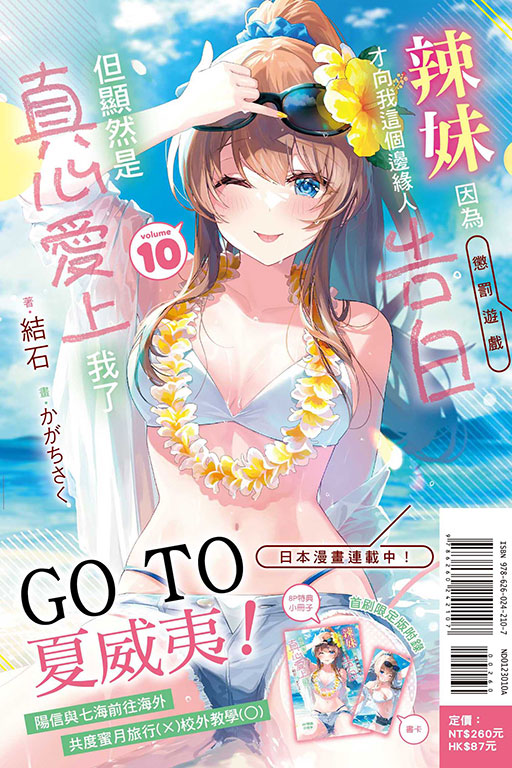 辣妹
因為
懲罰遊戲
才向我這個邊緣人
告白
但顯然是
真心愛上
我了
volume
10
著·結石
畫·かがちさく
日本漫畫連載中!
GO TO
夏威夷!
陽信與七海前往海外
共度蜜月旅行(×)校外教學(○)
首刷限定版附錄
8P特典
小冊子
書卡
ISBN 978-626-024-210-7
ND0123010A
00260
定價:
NT$260元
HK$87元